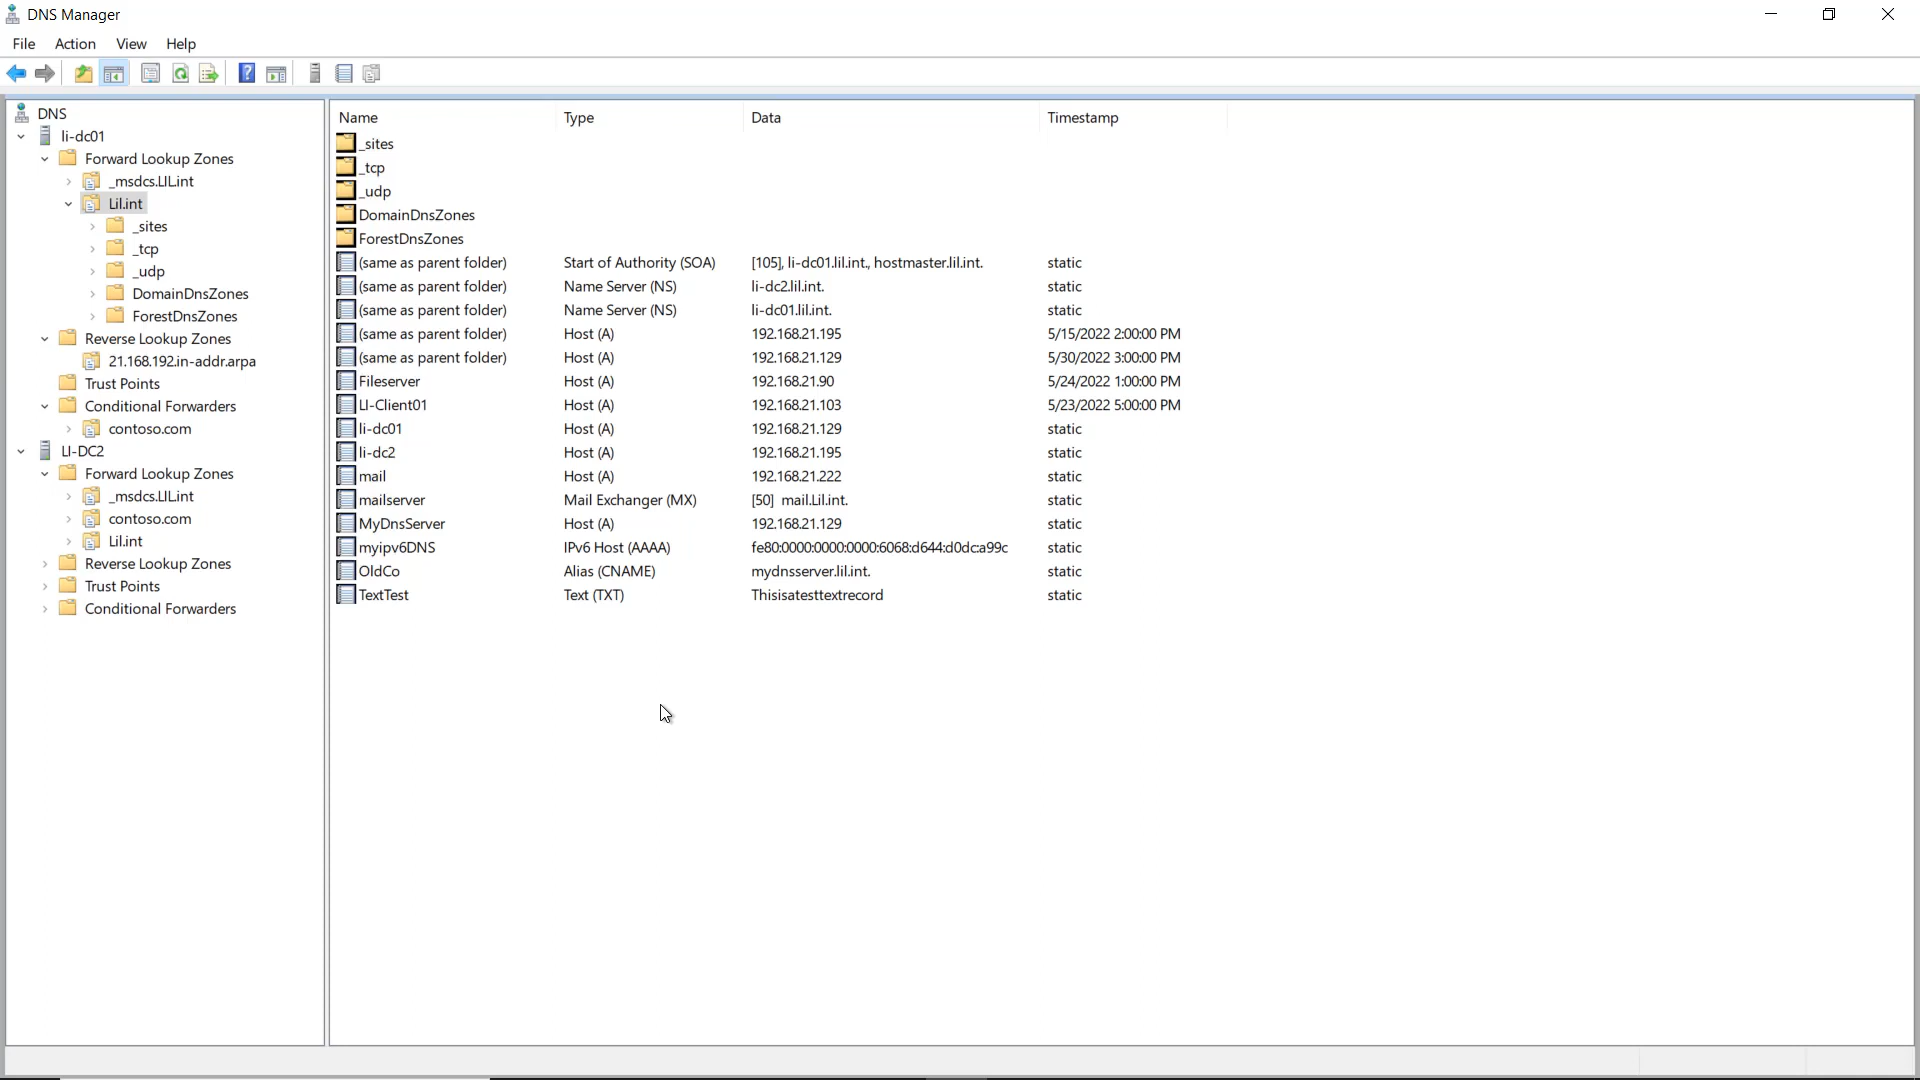 DNS Manager
File Action View Help
DNS
li-dc01
Forward Lookup Zones
_msdcs.LIL.int
Lil.int
_sites
_tcp
_udp
DomainDnsZones
ForestDnsZones
Reverse Lookup Zones
21.168.192.in-addr.arpa
Trust Points
Conditional Forwarders
contoso.com
LI-DC2
Forward Lookup Zones
_msdcs.LIL.int
contoso.com
Lil.int
Reverse Lookup Zones
Trust Points
Conditional Forwarders
Name Type Data Timestamp
_sites
_tcp
_udp
DomainDnsZones
ForestDnsZones
(same as parent folder) Start of Authority (SOA) [105], li-dc01.lil.int., hostmaster.lil.int. static
(same as parent folder) Name Server (NS) li-dc2.lil.int. static
(same as parent folder) Name Server (NS) li-dc01.lil.int. static
(same as parent folder) Host (A) 192.168.21.195 5/15/2022 2:00:00 PM
(same as parent folder) Host (A) 192.168.21.129 5/30/2022 3:00:00 PM
Fileserver Host (A) 192.168.21.90 5/24/2022 1:00:00 PM
LI-Client01 Host (A) 192.168.21.103 5/23/2022 5:00:00 PM
li-dc01 Host (A) 192.168.21.129 static
li-dc2 Host (A) 192.168.21.195 static
mail Host (A) 192.168.21.222 static
mailserver Mail Exchanger (MX) [50] mail.Lil.int. static
MyDnsServer Host (A) 192.168.21.129 static
myipv6DNS IPv6 Host (AAAA) fe80:0000:0000:0000:6068:d644:d0dc:a99c static
OldCo Alias (CNAME) mydnsserver.lil.int. static
TextTest Text (TXT) Thisisatesttextrecord static